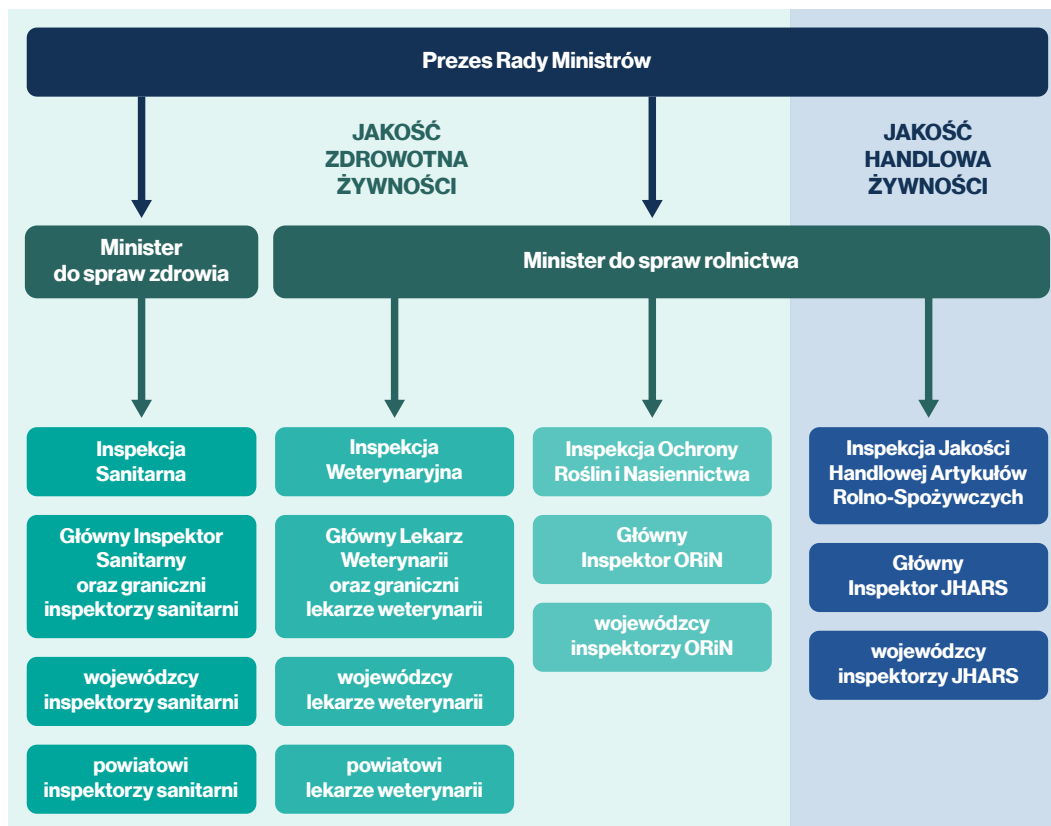 Prezes Rady Ministrów
JAKOŚĆ
ZDROWOTNA
ŻYWNOŚCI
JAKOŚĆ
HANDLOWA
ŻYWNOŚCI
Minister
do spraw zdrowia
Minister do spraw rolnictwa
Inspekcja
Sanitarna
Główny Inspektor
Sanitarny
oraz graniczni
inspektorzy sanitarni
wojewódzcy
inspektorzy sanitarni
powiatowi
inspektorzy sanitarni
Inspekcja
Weterynaryjna
Główny Lekarz
Weterynarii
oraz graniczni
lekarze weterynarii
wojewódzcy
lekarze weterynarii
powiatowi
lekarze weterynarii
Inspekcja Ochrony
Roślin i Nasiennictwa
Główny
Inspektor ORiN
wojewódzcy
inspektorzy ORiN
Inspekcja Jakości
Handlowej Artykułów
Rolno-Spożywczych
Główny
Inspektor JHARS
wojewódzcy
inspektorzy JHARS